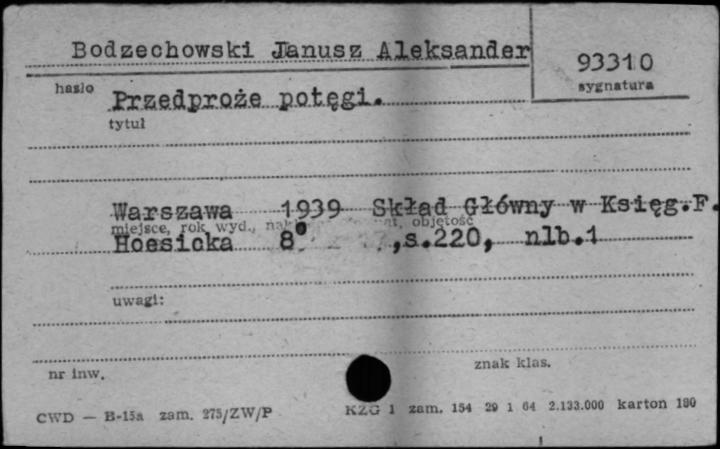 Bodzechowski Janusz Aleksander
93310
hasło
sygnatura
Przedproże potęgi.
tytuł
Warszawa 1939 Skład Główny w Księg.F.
miejsce, rok wyd., objętość
Hoesicka 8° ,s.220, nlb.1
uwagi:
nr inw.
znak klas.
CWD — B-15a zam. 275/ZW/P
KZG 1 zam. 154 29 1 64 2.133.000 karton 180